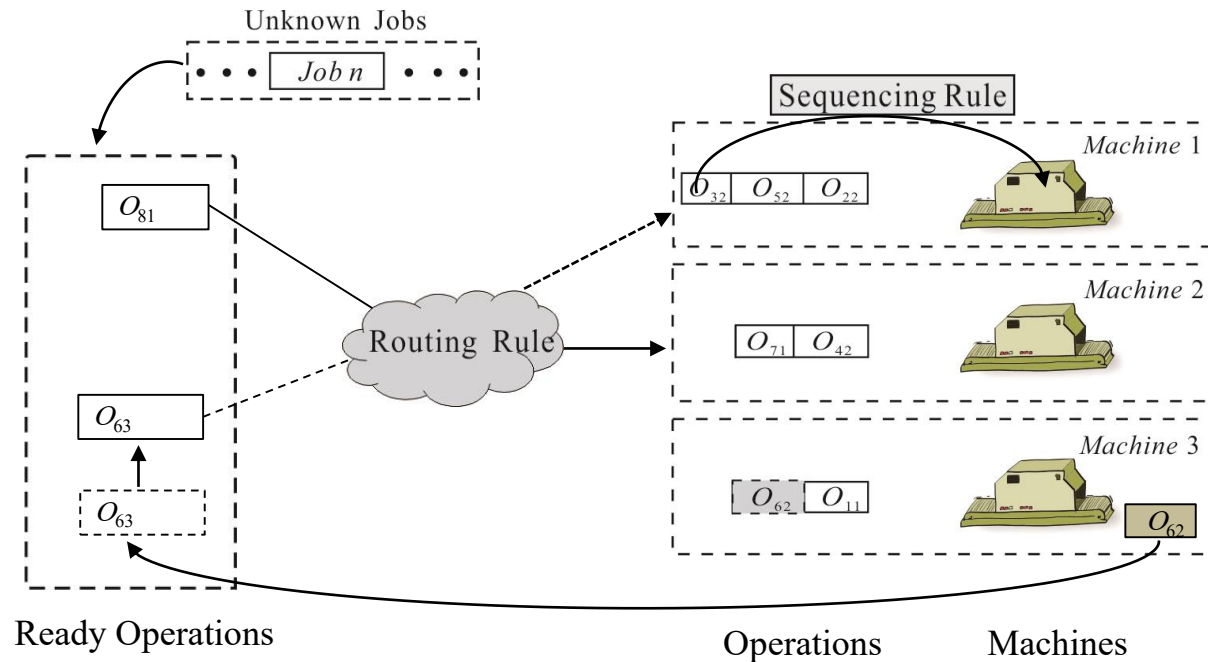 Unknown Jobs
• • • Job n • • •
Sequencing Rule
Machine 1
O32 O52 O22
O81
Machine 2
Routing Rule
O71 O42
O63
Machine 3
O63
O62 O11
O62
Ready Operations
Operations
Machines